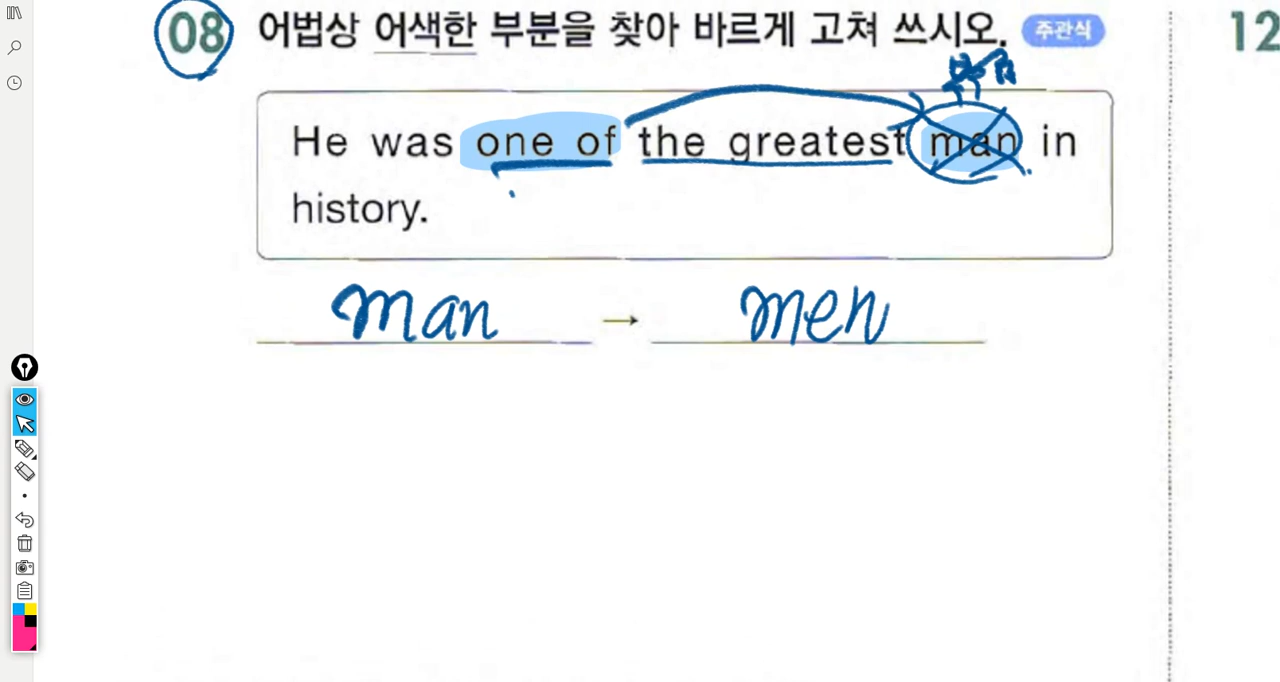 08 어법상 어색한 부분을 찾아 바르게 고쳐 쓰시오. 주관식
12
He was one of the greatest man in
history.
man → men